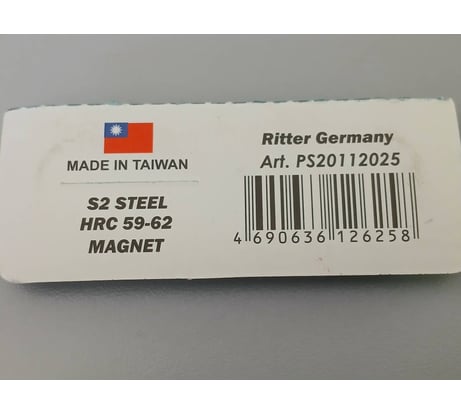 MADE IN TAIWAN
S2 STEEL
HRC 59-62
MAGNET
Ritter Germany
Art. PS20112025
4 690636 126258